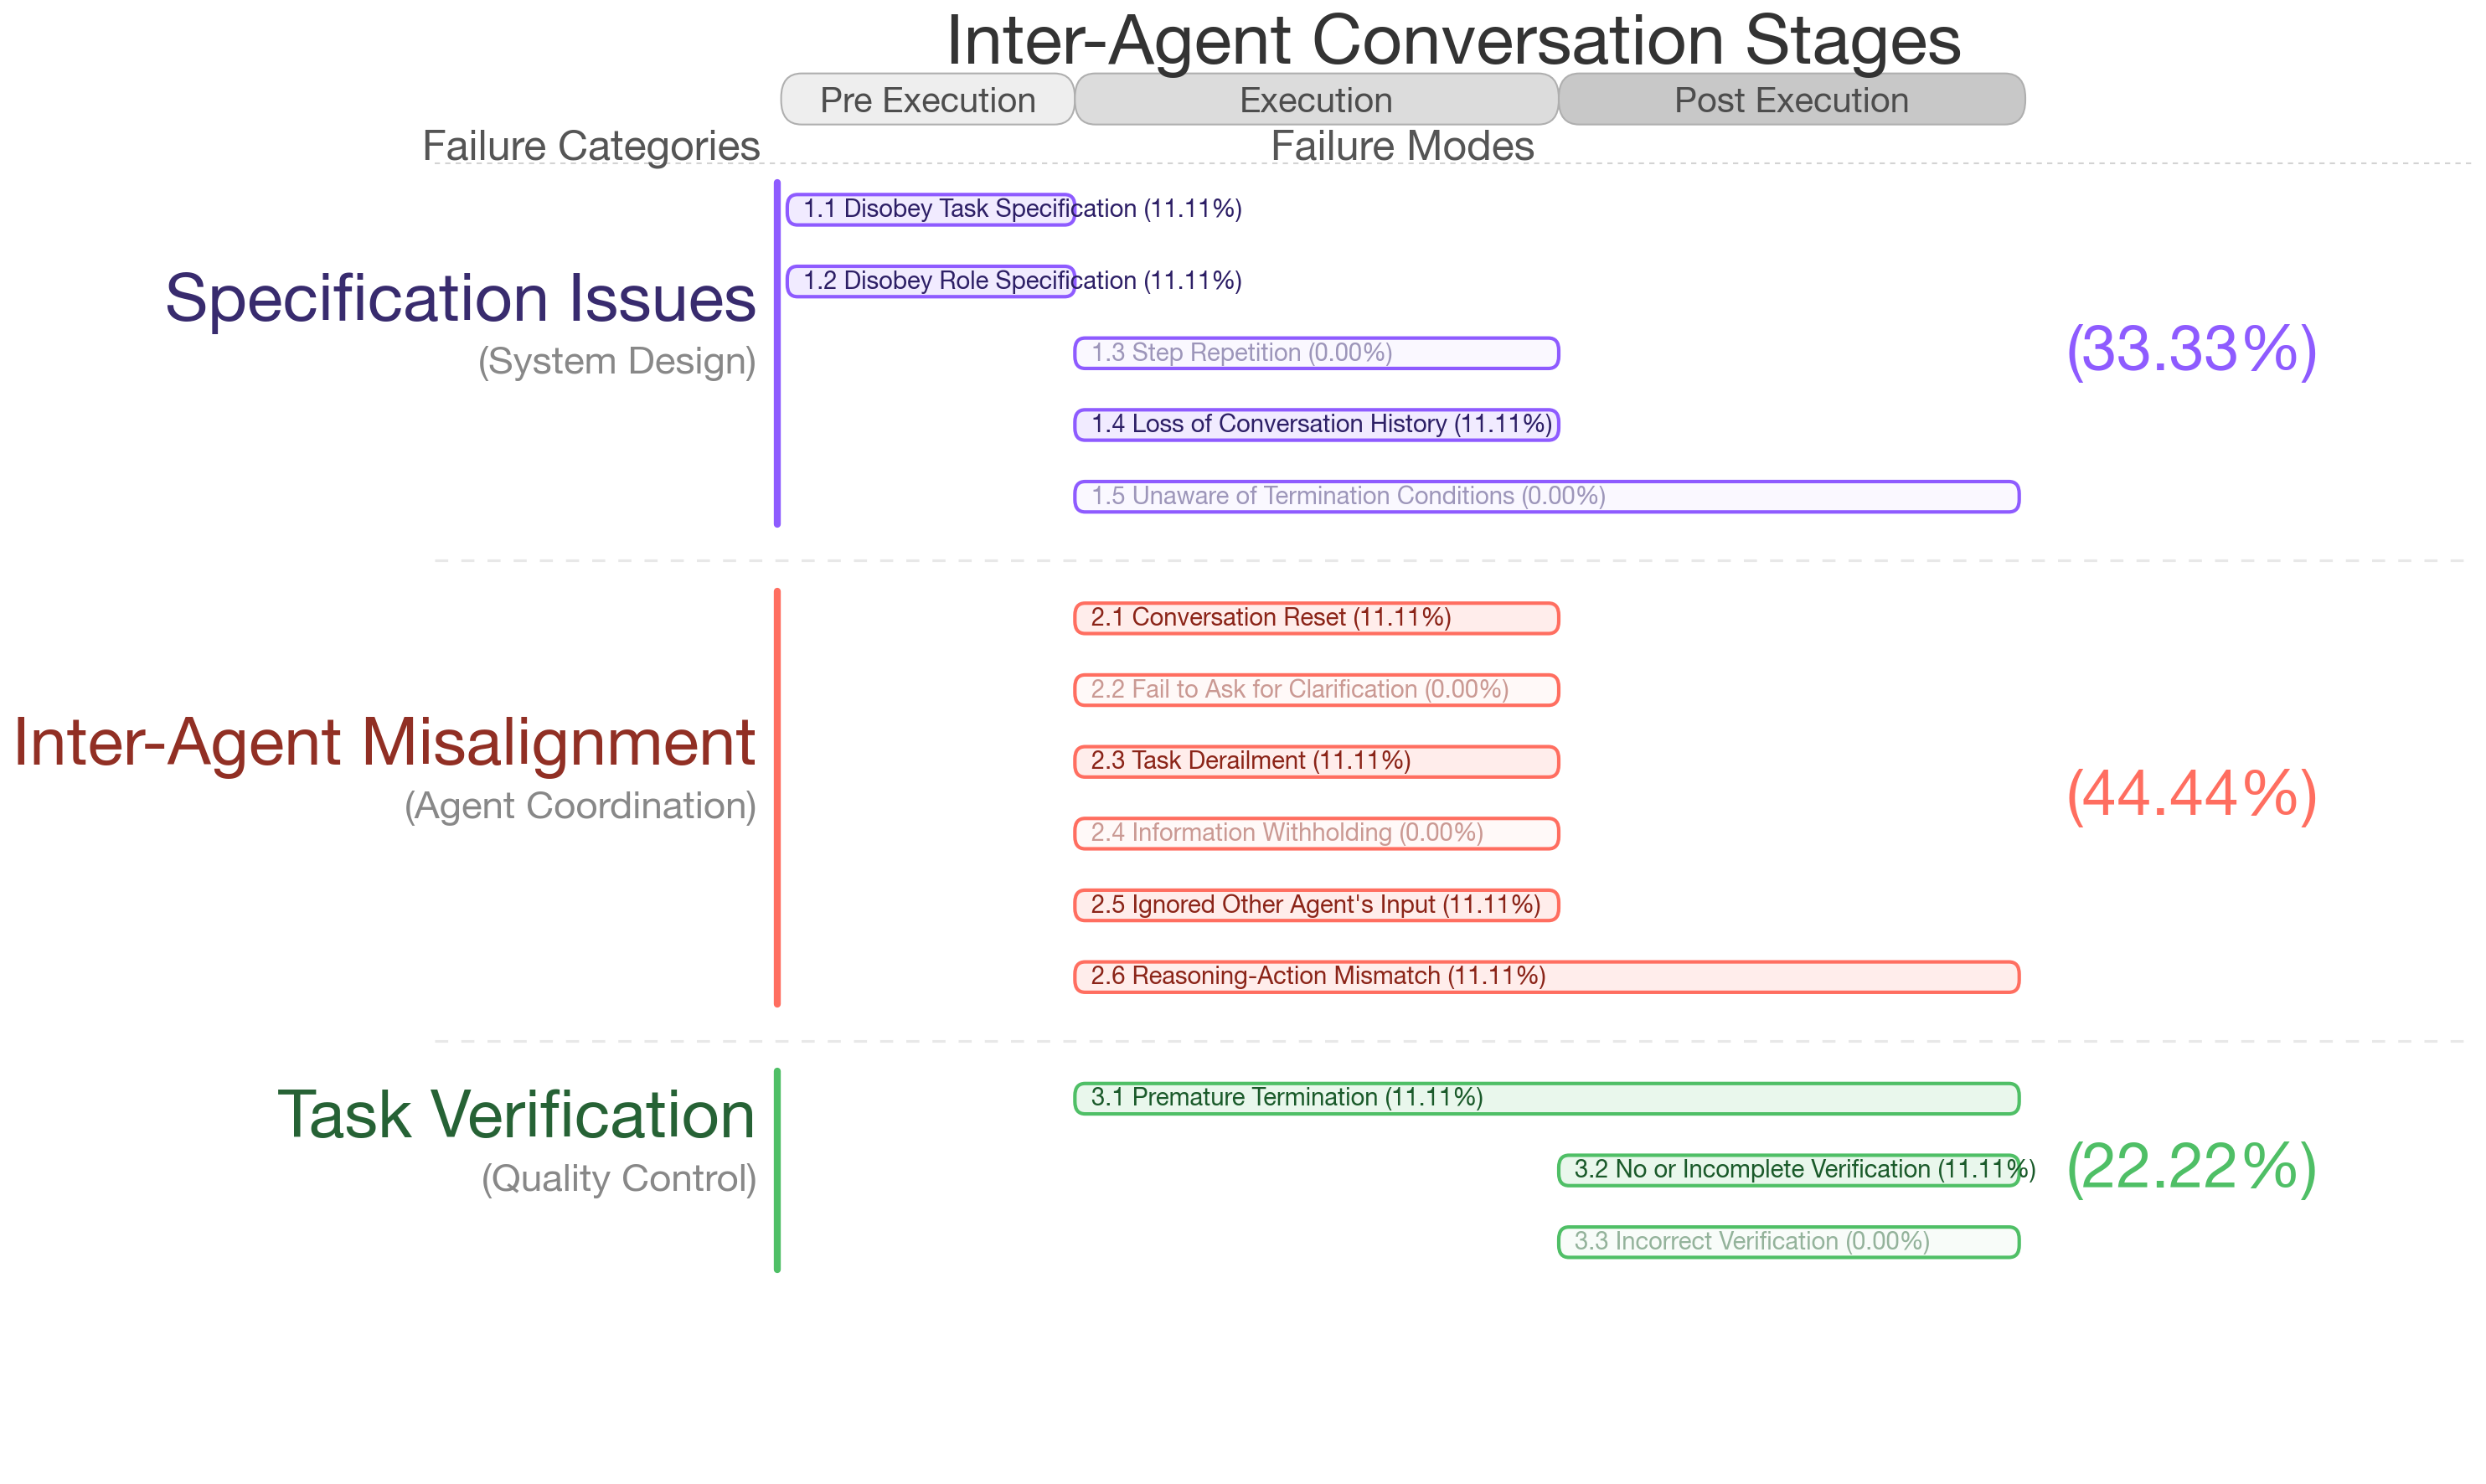 Inter-Agent Conversation Stages
Pre Execution
Execution
Post Execution
Failure Categories
Failure Modes
Specification Issues
(System Design)
1.1 Disobey Task Specification (11.11%)
1.2 Disobey Role Specification (11.11%)
1.3 Step Repetition (0.00%)
1.4 Loss of Conversation History (11.11%)
1.5 Unaware of Termination Conditions (0.00%)
(33.33%)
Inter-Agent Misalignment
(Agent Coordination)
2.1 Conversation Reset (11.11%)
2.2 Fail to Ask for Clarification (0.00%)
2.3 Task Derailment (11.11%)
2.4 Information Withholding (0.00%)
2.5 Ignored Other Agent's Input (11.11%)
2.6 Reasoning-Action Mismatch (11.11%)
(44.44%)
Task Verification
(Quality Control)
3.1 Premature Termination (11.11%)
3.2 No or Incomplete Verification (11.11%)
3.3 Incorrect Verification (0.00%)
(22.22%)